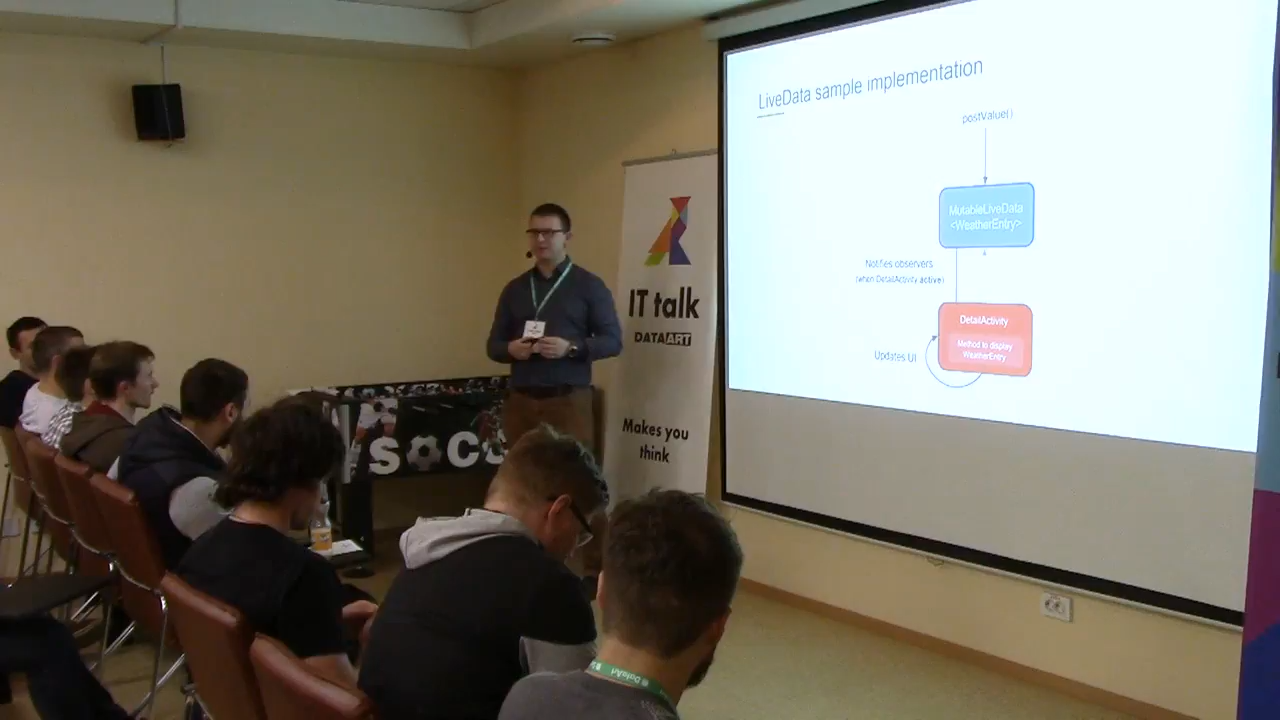 LiveData sample implementation
postValue()
MutableLiveData
<WeatherEntry>
Notifies observers
(when DetailActivity active)
DetailActivity
Method to display
WeatherEntry
Updates UI
IT talk
DATAART
Makes you
think
DataArt